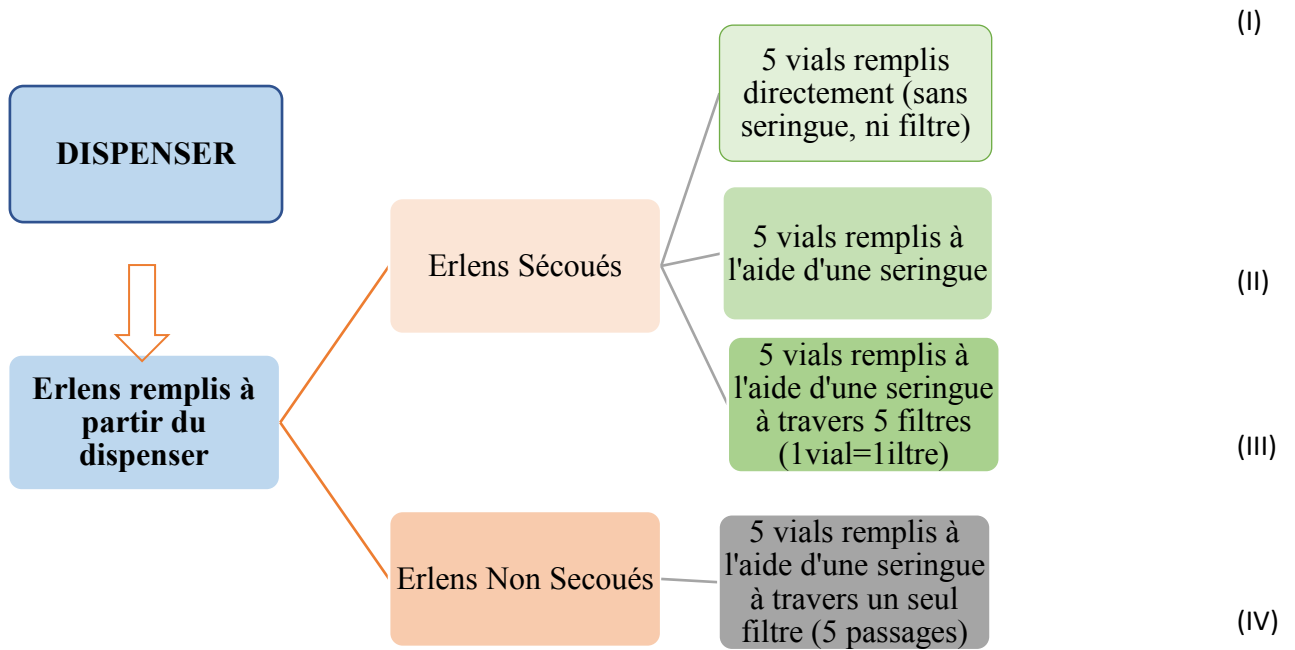 (I)
5 vials remplis
directement (sans
seringue, ni filtre)
DISPENSER
Erlens Sécoués
5 vials remplis à
l'aide d'une seringue
(II)
Erlens remplis à
partir du
dispenser
5 vials remplis à
l'aide d'une seringue
à travers 5 filtres
(1vial=1iltre)
(III)
Erlens Non Secoués
5 vials remplis à
l'aide d'une seringue
à travers un seul
filtre (5 passages)
(IV)